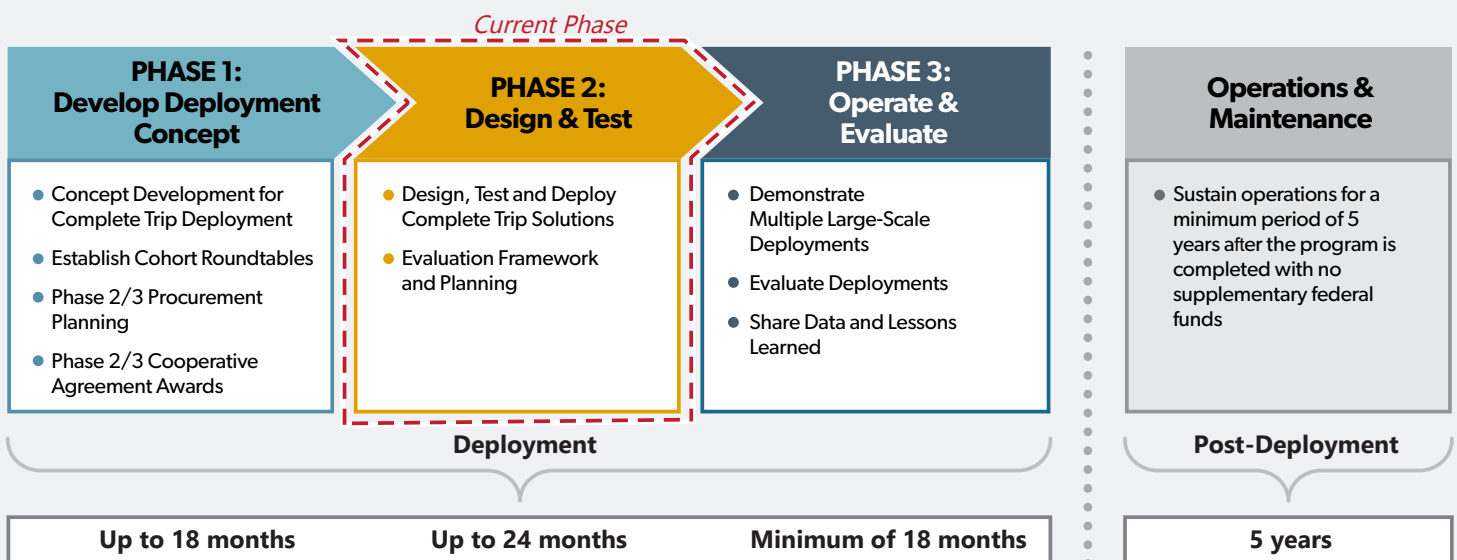 Current Phase
PHASE 1:
Develop Deployment
Concept
PHASE 2:
Design & Test
PHASE 3:
Operate &
Evaluate
Operations &
Maintenance
Concept Development for
Complete Trip Deployment
Establish Cohort Roundtables
Phase 2/3 Procurement
Planning
Phase 2/3 Cooperative
Agreement Awards
Design, Test and Deploy
Complete Trip Solutions
Evaluation Framework
and Planning
Demonstrate
Multiple Large-Scale
Deployments
Evaluate Deployments
Share Data and Lessons
Learned
Sustain operations for a
minimum period of 5
years after the program is
completed with no
supplementary federal
funds
Deployment
Post-Deployment
Up to 18 months
Up to 24 months
Minimum of 18 months
5 years